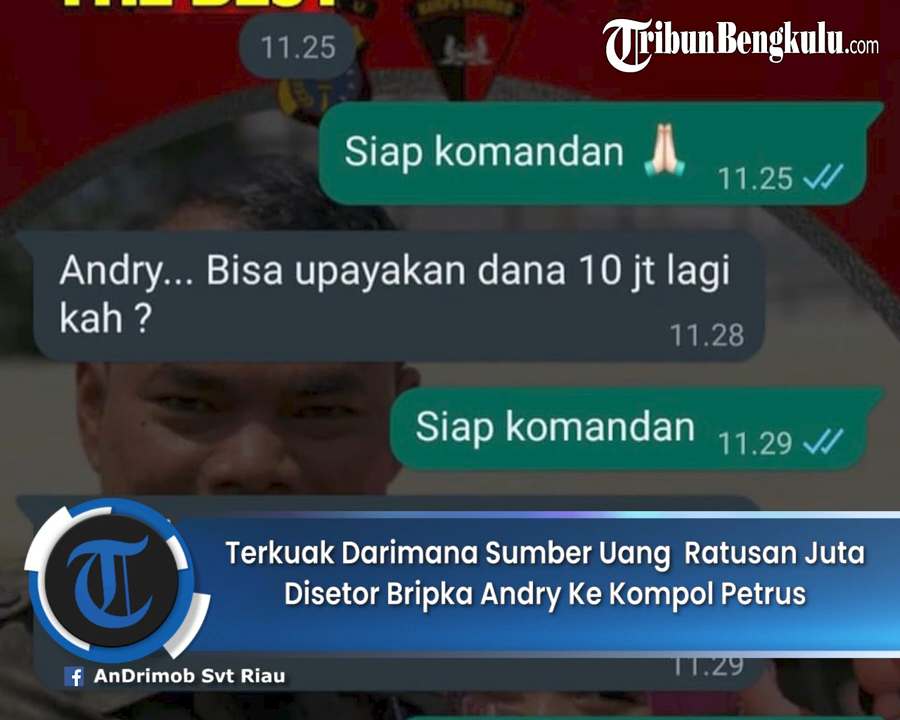 THE BEST
11.25
TribunBengkulu.com
Siap komandan 🙏
11.25
Andry... Bisa upayakan dana 10 jt lagi
kah ?
11.28
Siap komandan
11.29
Terkuak Darimana Sumber Uang Ratusan Juta
Disetor Bripka Andry Ke Kompol Petrus
AnDrimob Svt Riau
11.29